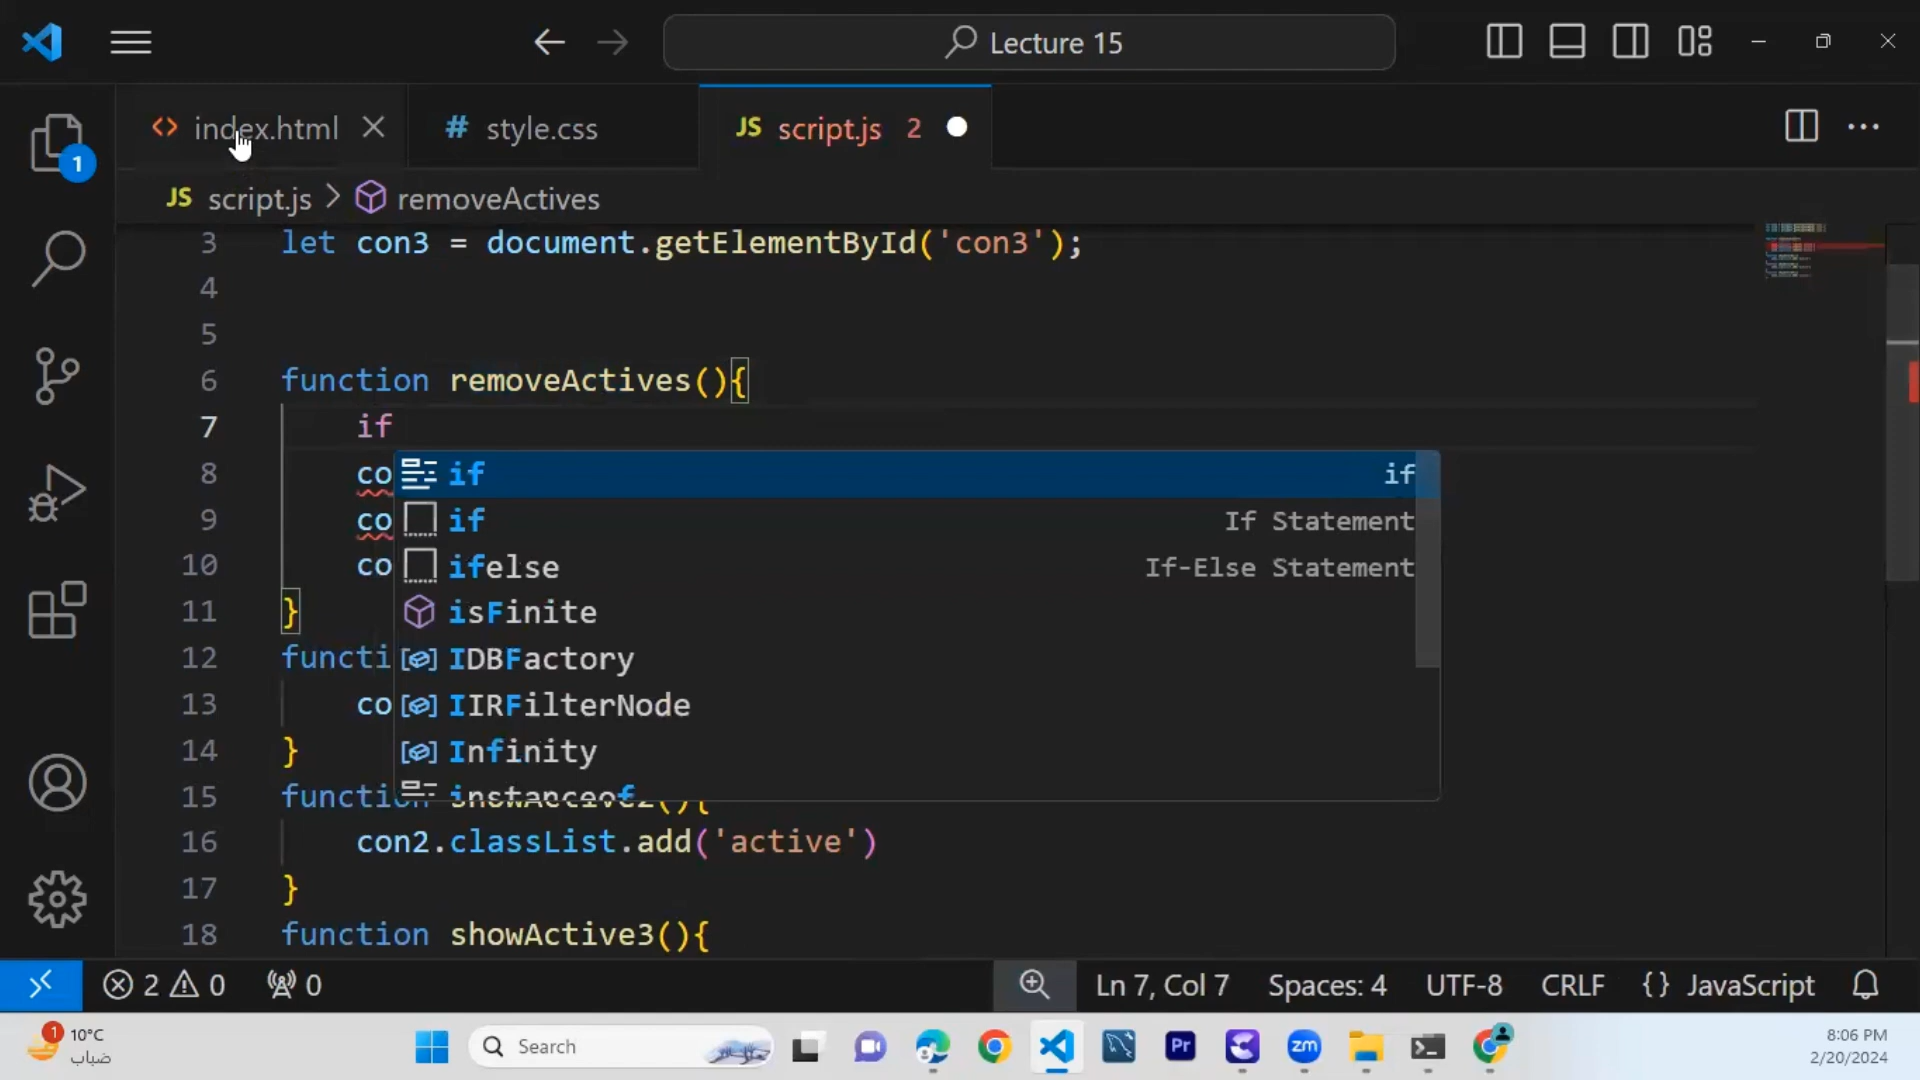 Lecture 15
index.html
# style.css
JS script.js 2
1
JS script.js > removeActives
3 let con3 = document.getElementById('con3');
4
5
6 function removeActives(){
7 if
8 co
9 co
10 co
11 }
12 functi
13 co
14 }
15 functi
16 con2.classList.add('active')
17 }
18 function showActive3(){
if if
if If Statement
ifelse If-Else Statement
isFinite
IDBFactory
IIRFilterNode
Infinity
instanceof
2 0 0 Ln 7, Col 7 Spaces: 4 UTF-8 CRLF {} JavaScript
1 10°C
ضباب
Search
Pr
zm
8:06 PM
2/20/2024